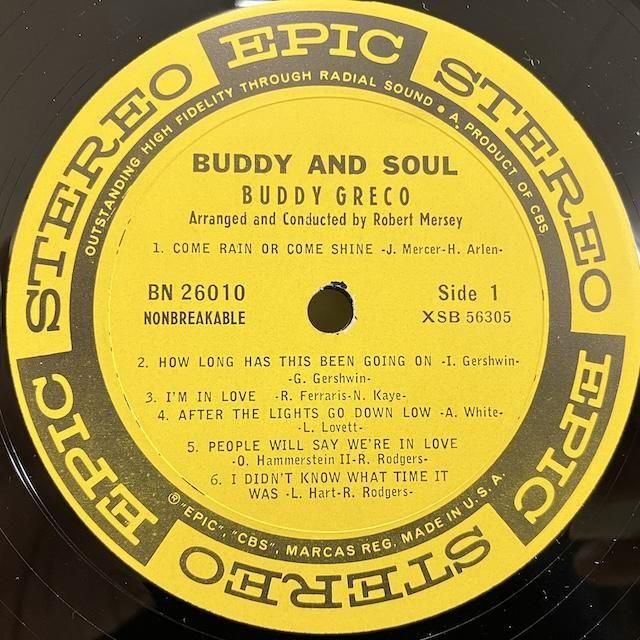 STEREO EPIC STEREO EPIC STEREO EPIC
OUTSTANDING HIGH FIDELITY THROUGH RADIAL SOUND • A PRODUCT OF CBS
BUDDY AND SOUL
BUDDY GRECO
Arranged and Conducted by Robert Mersey
1. COME RAIN OR COME SHINE -J. Mercer-H. Arlen-
BN 26010 Side 1
NONBREAKABLE XSB 56305
2. HOW LONG HAS THIS BEEN GOING ON -I. Gershwin-
-G. Gershwin-
3. I'M IN LOVE -R. Ferraris-N. Kaye-
4. AFTER THE LIGHTS GO DOWN LOW -A. White-
-L. Lovett-
5. PEOPLE WILL SAY WE'RE IN LOVE
-O. Hammerstein II-R. Rodgers-
6. I DIDN'T KNOW WHAT TIME IT
WAS -L. Hart-R. Rodgers-
® "EPIC", "CBS", MARCAS REG. MADE IN U.S.A.